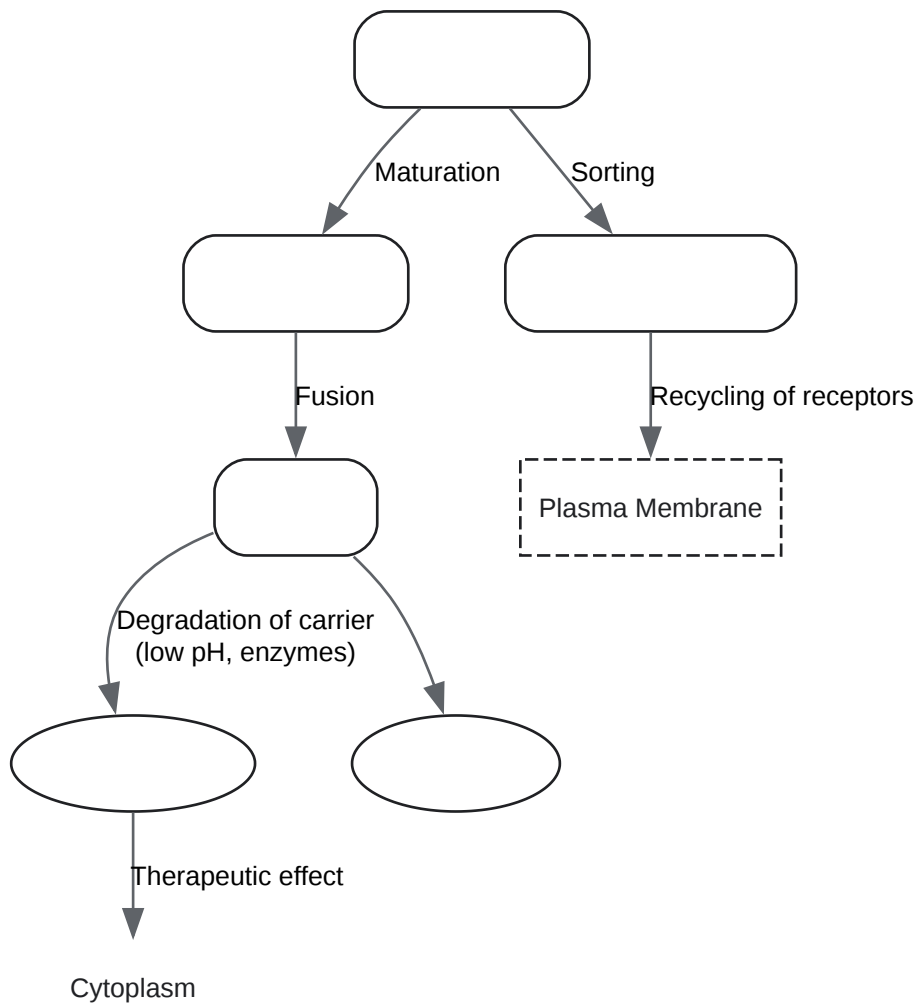 Maturation
Sorting
Fusion
Recycling of receptors
Plasma Membrane
Degradation of carrier
(low pH, enzymes)
Therapeutic effect
Cytoplasm